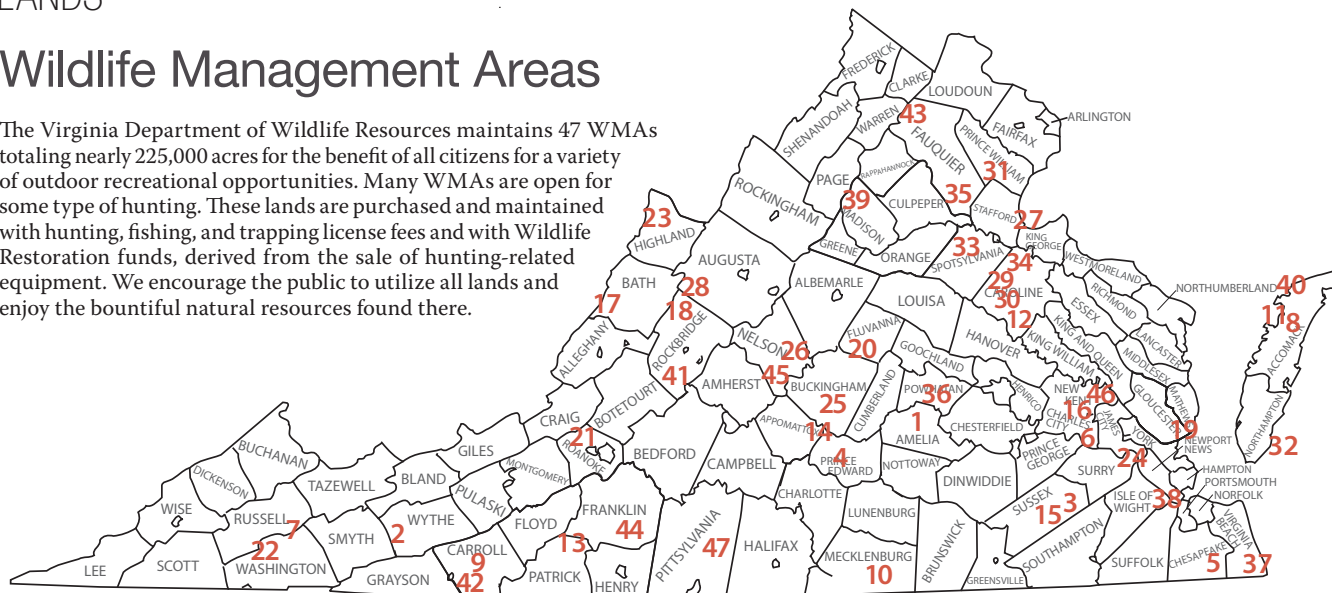 LANDS
Wildlife Management Areas
The Virginia Department of Wildlife Resources maintains 47 WMAs
totaling nearly 225,000 acres for the benefit of all citizens for a variety
of outdoor recreational opportunities. Many WMAs are open for
some type of hunting. These lands are purchased and maintained
with hunting, fishing, and trapping license fees and with Wildlife
Restoration funds, derived from the sale of hunting-related
equipment. We encourage the public to utilize all lands and
enjoy the bountiful natural resources found there.
FREDERICK
CLARKE
LOUDOUN
SHENANDOAH
WARREN
43
FAUQUIER
FAIRFAX
ARLINGTON
PRINCE WILLIAM
31
PAGE
RAPPAHANNOCK
ROCKINGHAM
39
MADISON
CULPEPER
35
STAFFORD
27
23
HIGHLAND
GREENE
ORANGE
33
SPOTSYLVANIA
KING
GEORGE
34
WESTMORELAND
AUGUSTA
BATH
28
ALBEMARLE
29
CAROLINE
30
RICHMOND
NORTHUMBERLAND
40
17
18
LOUISA
12
ESSEX
11
8
ACCOMACK
ALLEGHANY
ROCKBRIDGE
NELSON
26
FLUVANNA
20
GOOCHLAND
HANOVER
KING WILLIAM
KING AND QUEEN
LANCASTER
MIDDLESEX
41
AMHERST
45
BUCKINGHAM
25
CUMBERLAND
POWHATAN
36
HENRICO
NEW
KENT
46
16
CHARLES
CITY
JAMES
CITY
GLOUCESTER
MATHEWS
19
NORTHAMPTON
32
BOTETOURT
CRAIG
21
ROANOKE
APPOMATTOX
14
1
AMELIA
CHESTERFIELD
6
YORK
NEWPORT
NEWS
BUCHANAN
GILES
MONTGOMERY
BEDFORD
CAMPBELL
4
PRINCE
EDWARD
NOTTOWAY
PRINCE
GEORGE
SURRY
24
HAMPTON
PORTSMOUTH
NORFOLK
DICKENSON
TAZEWELL
BLAND
PULASKI
CHARLOTTE
DINWIDDIE
SUSSEX
3
15
ISLE OF
WIGHT
38
VIRGINIA
BEACH
WISE
RUSSELL
7
22
WASHINGTON
SMYTH
2
WYTHE
FLOYD
FRANKLIN
44
13
LUNENBURG
PITTSYLVANIA
47
HALIFAX
MECKLENBURG
10
BRUNSWICK
GREENSVILLE
SOUTHAMPTON
SUFFOLK
CHESAPEAKE
5
37
LEE
SCOTT
GRAYSON
CARROLL
9
42
PATRICK
HENRY